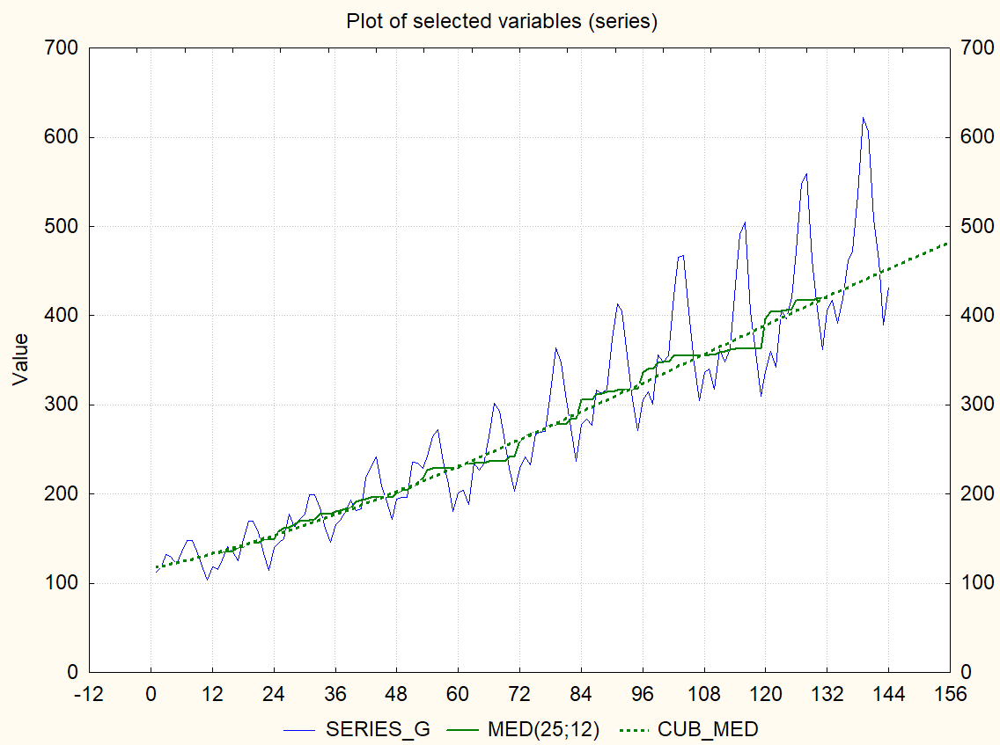 Plot of selected variables (series)
700 700
600 600
500 500
400 400
300 300
200 200
100 100
0 0
Value
-12 0 12 24 36 48 60 72 84 96 108 120 132 144 156
SERIES_G MED(25;12) CUB_MED